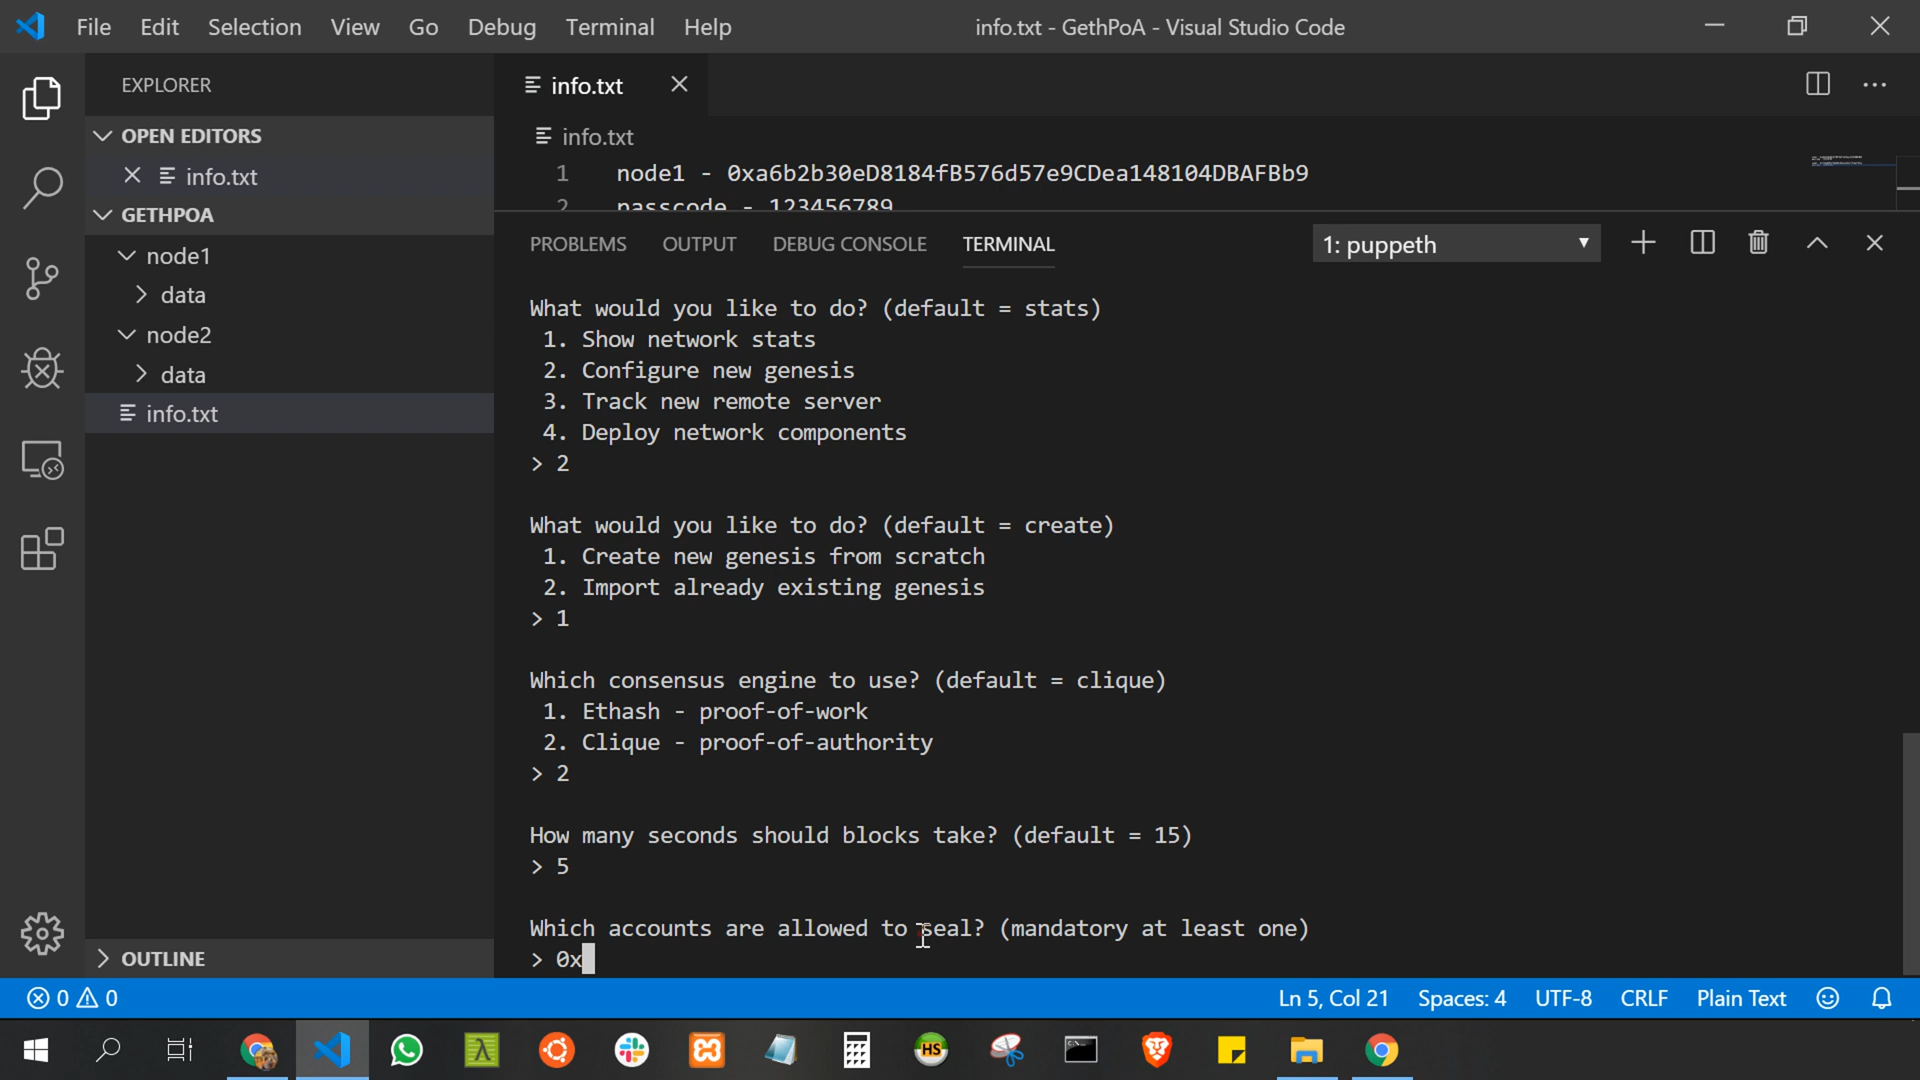 File Edit Selection View Go Debug Terminal Help
info.txt - GethPoA - Visual Studio Code
EXPLORER
OPEN EDITORS
info.txt
GETHPOA
node1
data
node2
data
info.txt
OUTLINE
info.txt
info.txt
1 node1 - 0xa6b2b30eD8184fB576d57e9CDea148104DBAFBb9
2 passcode - 123456789
PROBLEMS OUTPUT DEBUG CONSOLE TERMINAL
1: puppeth
What would you like to do? (default = stats)
1. Show network stats
2. Configure new genesis
3. Track new remote server
4. Deploy network components
> 2
What would you like to do? (default = create)
1. Create new genesis from scratch
2. Import already existing genesis
> 1
Which consensus engine to use? (default = clique)
1. Ethash - proof-of-work
2. Clique - proof-of-authority
> 2
How many seconds should blocks take? (default = 15)
> 5
Which accounts are allowed to seal? (mandatory at least one)
> 0x
0 0
Ln 5, Col 21 Spaces: 4 UTF-8 CRLF Plain Text
λ
HS